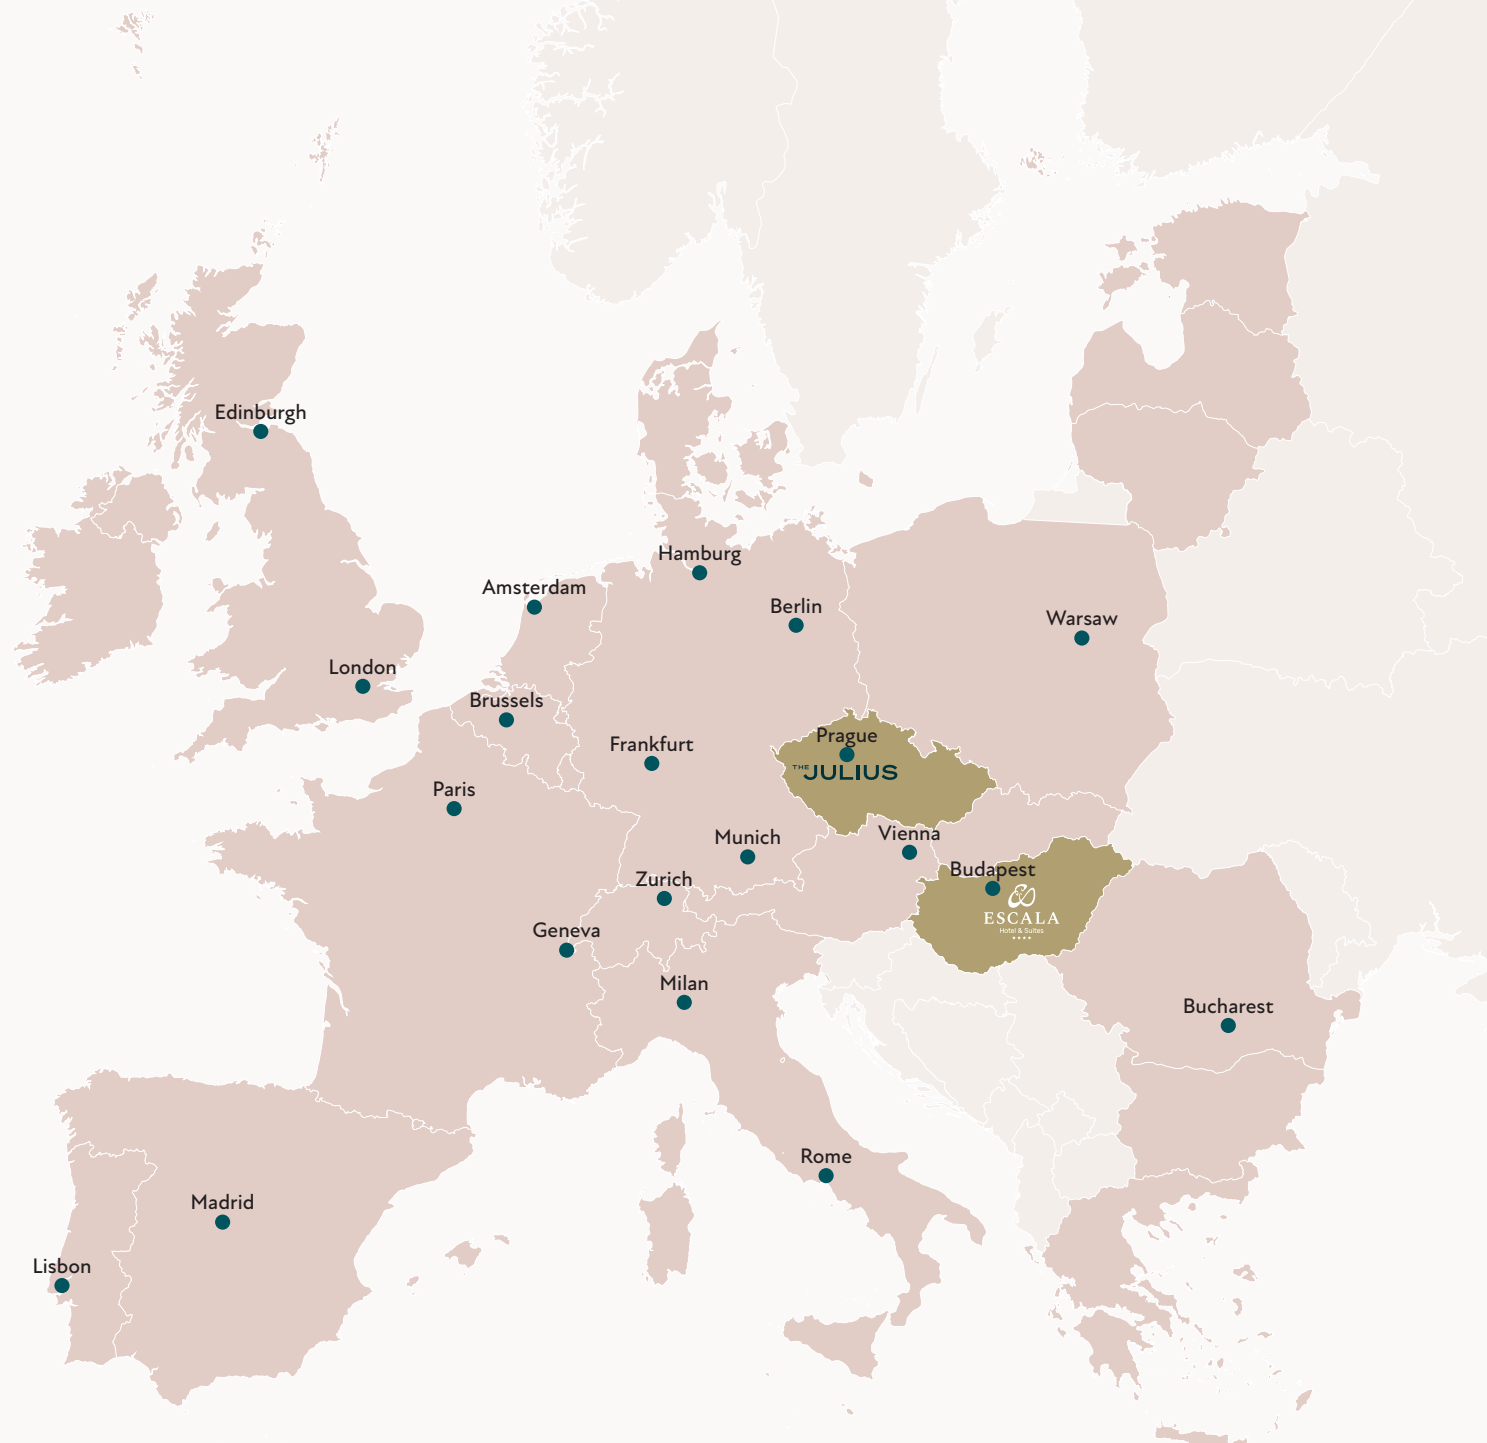 Edinburgh
Hamburg
Amsterdam
Berlin
Warsaw
London
Brussels
Prague
THE JULIUS
Frankfurt
Paris
Vienna
Munich
Budapest
ESCALA
Hotel & Suites
Zurich
Geneva
Milan
Bucharest
Rome
Madrid
Lisbon